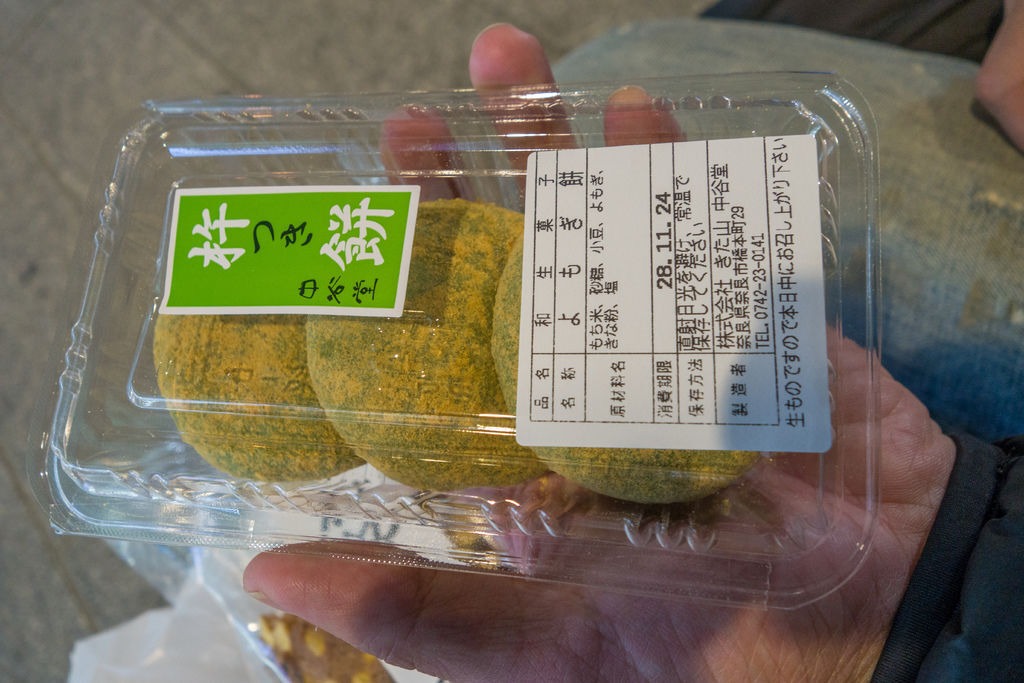 杵
つき
餅
中谷堂
品名 和生菓子
名称 よもぎ餅
原材料名 もち米、砂糖、小豆、よもぎ、
きな粉、塩
消費期限 28.11.24
保存方法 直射日光を避け、常温で
保存してください
製造者 株式会社 きた山 中谷堂
奈良県奈良市橋本町29
TEL.0742-23-0141
生ものですので本日中にお召し上がり下さい